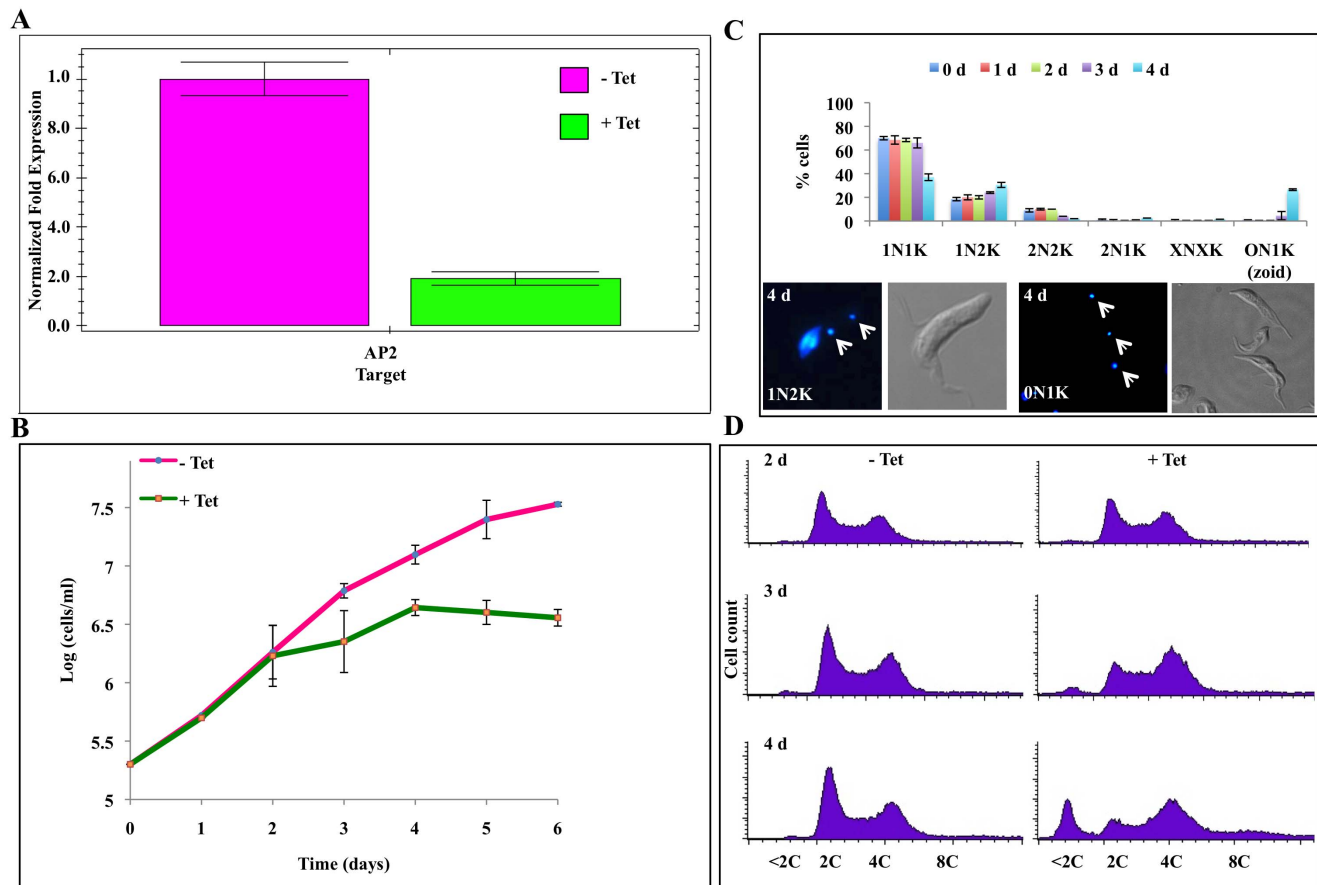 A
Normalized Fold Expression
1.0
8.0
6.0
4.0
2.0
0.0
- Tet
+ Tet
AP2
Target
B
- Tet
+ Tet
Log (cells/ml)
7.5
7
6.5
6
5.5
5
0 1 2 3 4 5 6
Time (days)
C
0 d 1 d 2 d 3 d 4 d
% cells
100
80
60
40
20
0
1N1K 1N2K 2N2K 2N1K XNXK ON1K
(zoid)
4 d
1N2K
4 d
0N1K
D
2 d - Tet + Tet
3 d
4 d
Cell count
<2C 2C 4C 8C <2C 2C 4C 8C